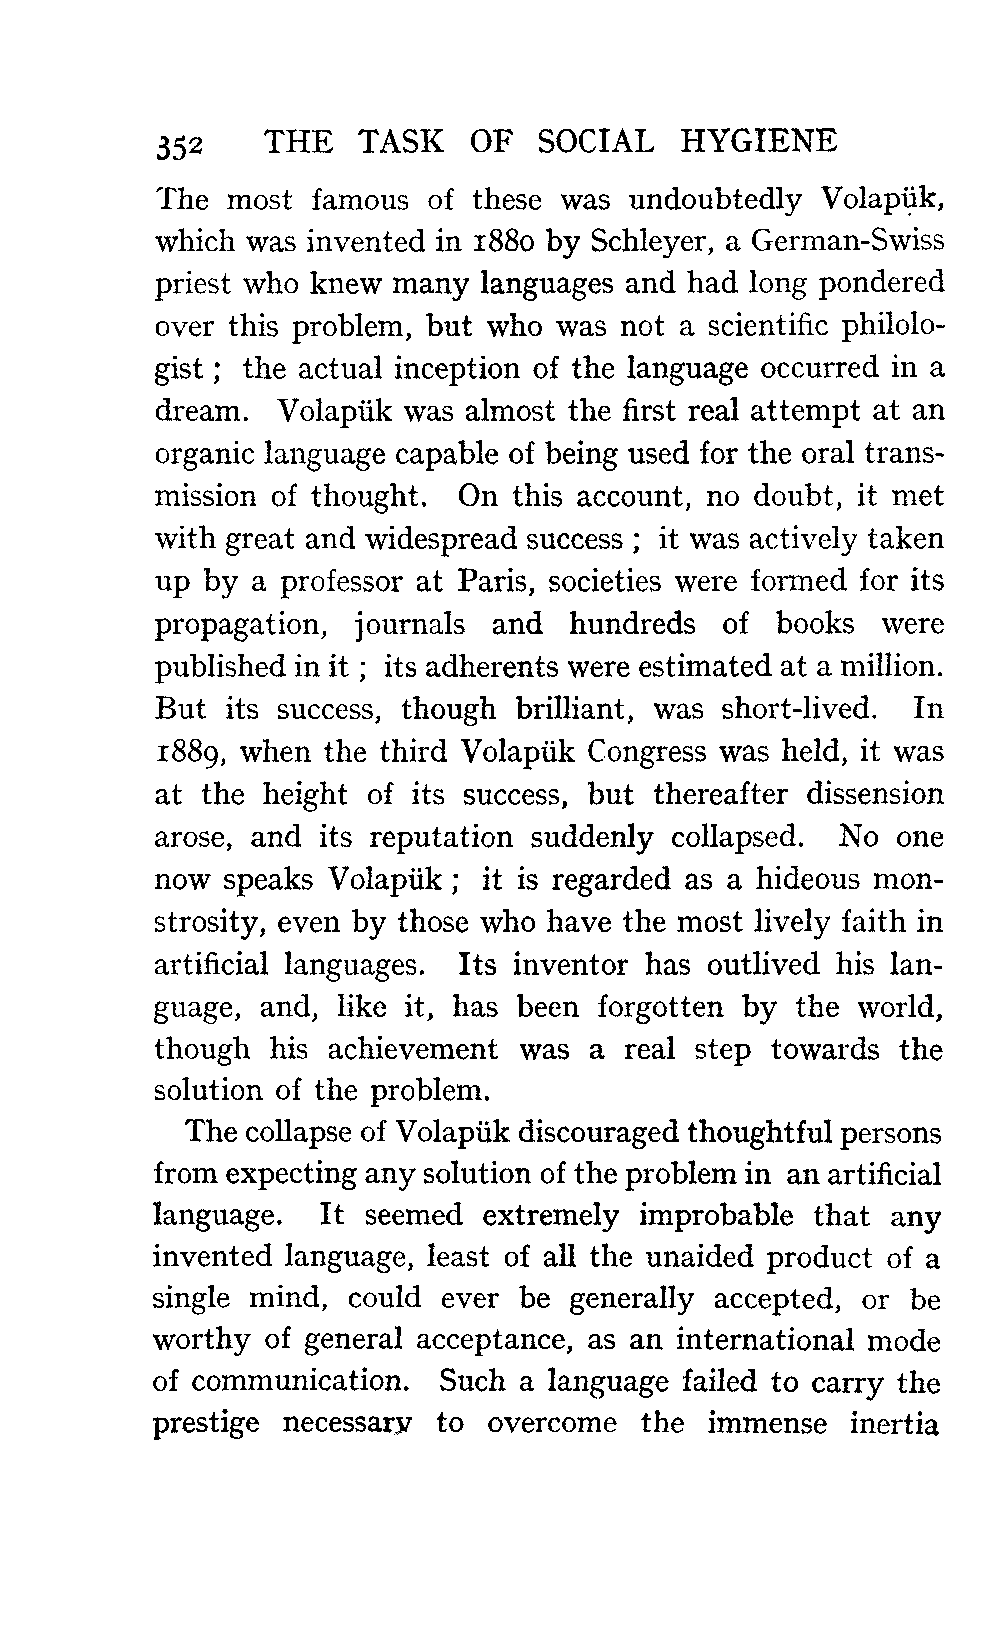 352 THE TASK OF SOCIAL HYGIENE
The most famous of these was undoubtedly Volapük,
which was invented in 1880 by Schleyer, a German-Swiss
priest who knew many languages and had long pondered
over this problem, but who was not a scientific philolo-
gist ; the actual inception of the language occurred in a
dream. Volapük was almost the first real attempt at an
organic language capable of being used for the oral trans-
mission of thought. On this account, no doubt, it met
with great and widespread success ; it was actively taken
up by a professor at Paris, societies were formed for its
propagation, journals and hundreds of books were
published in it ; its adherents were estimated at a million.
But its success, though brilliant, was short-lived. In
1889, when the third Volapük Congress was held, it was
at the height of its success, but thereafter dissension
arose, and its reputation suddenly collapsed. No one
now speaks Volapük ; it is regarded as a hideous mon-
strosity, even by those who have the most lively faith in
artificial languages. Its inventor has outlived his lan-
guage, and, like it, has been forgotten by the world,
though his achievement was a real step towards the
solution of the problem.
The collapse of Volapük discouraged thoughtful persons
from expecting any solution of the problem in an artificial
language. It seemed extremely improbable that any
invented language, least of all the unaided product of a
single mind, could ever be generally accepted, or be
worthy of general acceptance, as an international mode
of communication. Such a language failed to carry the
prestige necessary to overcome the immense inertia